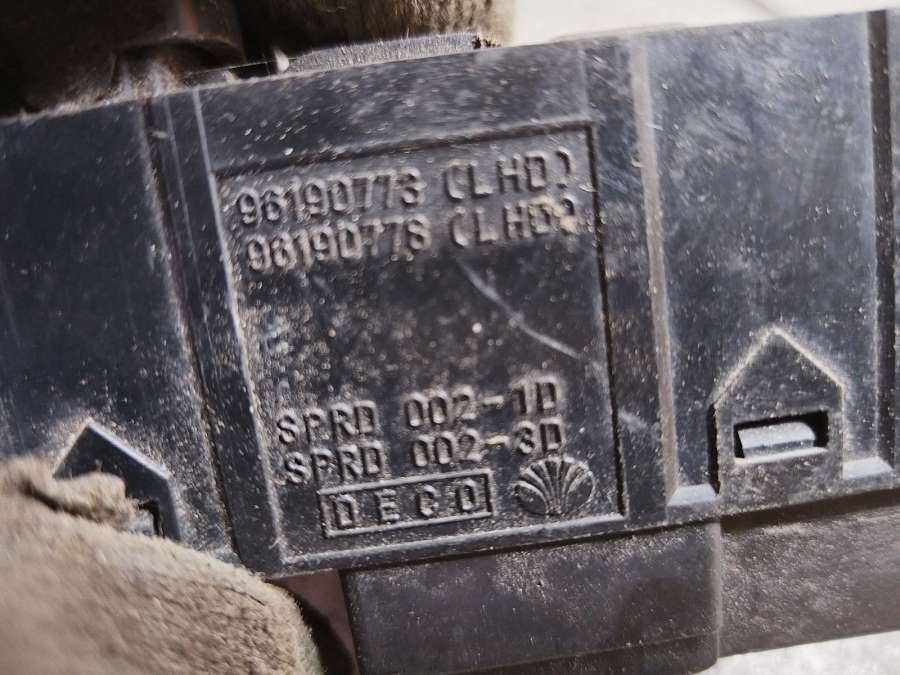 96190773 (LHD)
96190778 (LHD)
SPRD 002-1D
SPRD 002-3D
DECO